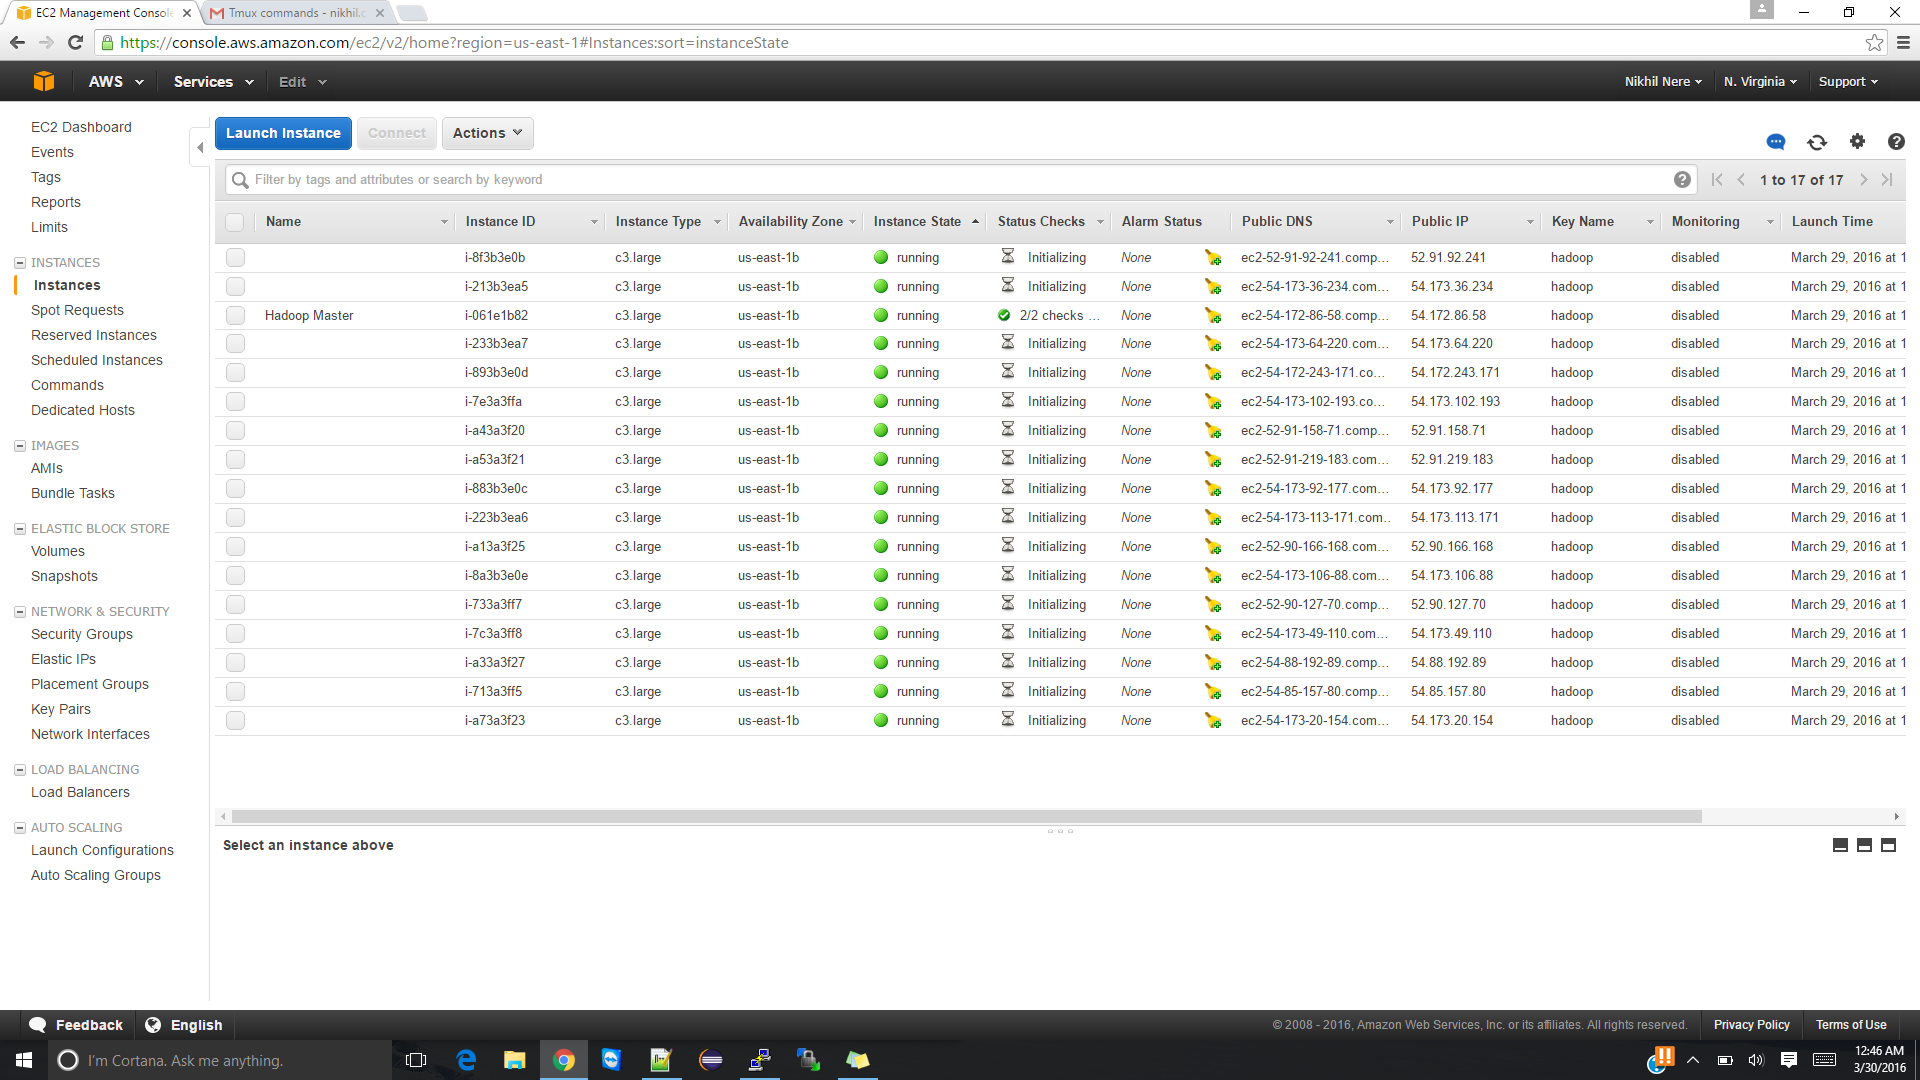 EC2 Management Console
Tmux commands - nikhil.c
https://console.aws.amazon.com/ec2/v2/home?region=us-east-1#Instances:sort=instanceState
AWS Services Edit Nikhil Nere N. Virginia Support
EC2 Dashboard
Events
Tags
Reports
Limits
INSTANCES
Instances
Spot Requests
Reserved Instances
Scheduled Instances
Commands
Dedicated Hosts
IMAGES
AMIs
Bundle Tasks
ELASTIC BLOCK STORE
Volumes
Snapshots
NETWORK & SECURITY
Security Groups
Elastic IPs
Placement Groups
Key Pairs
Network Interfaces
LOAD BALANCING
Load Balancers
AUTO SCALING
Launch Configurations
Auto Scaling Groups
Launch Instance Connect Actions
Filter by tags and attributes or search by keyword 1 to 17 of 17
Name Instance ID Instance Type Availability Zone Instance State Status Checks Alarm Status Public DNS Public IP Key Name Monitoring Launch Time
i-8f3b3e0b c3.large us-east-1b running Initializing None ec2-52-91-92-241.comp... 52.91.92.241 hadoop disabled March 29, 2016 at 1
i-213b3ea5 c3.large us-east-1b running Initializing None ec2-54-173-36-234.com... 54.173.36.234 hadoop disabled March 29, 2016 at 1
Hadoop Master i-061e1b82 c3.large us-east-1b running 2/2 checks ... None ec2-54-172-86-58.comp... 54.172.86.58 hadoop disabled March 29, 2016 at 1
i-233b3ea7 c3.large us-east-1b running Initializing None ec2-54-173-64-220.com... 54.173.64.220 hadoop disabled March 29, 2016 at 1
i-893b3e0d c3.large us-east-1b running Initializing None ec2-54-172-243-171.co... 54.172.243.171 hadoop disabled March 29, 2016 at 1
i-7e3a3ffa c3.large us-east-1b running Initializing None ec2-54-173-102-193.co... 54.173.102.193 hadoop disabled March 29, 2016 at 1
i-a43a3f20 c3.large us-east-1b running Initializing None ec2-52-91-158-71.comp... 52.91.158.71 hadoop disabled March 29, 2016 at 1
i-a53a3f21 c3.large us-east-1b running Initializing None ec2-52-91-219-183.com... 52.91.219.183 hadoop disabled March 29, 2016 at 1
i-883b3e0c c3.large us-east-1b running Initializing None ec2-54-173-92-177.com... 54.173.92.177 hadoop disabled March 29, 2016 at 1
i-223b3ea6 c3.large us-east-1b running Initializing None ec2-54-173-113-171.com.. 54.173.113.171 hadoop disabled March 29, 2016 at 1
i-a13a3f25 c3.large us-east-1b running Initializing None ec2-52-90-166-168.com... 52.90.166.168 hadoop disabled March 29, 2016 at 1
i-8a3b3e0e c3.large us-east-1b running Initializing None ec2-54-173-106-88.com... 54.173.106.88 hadoop disabled March 29, 2016 at 1
i-733a3ff7 c3.large us-east-1b running Initializing None ec2-52-90-127-70.comp... 52.90.127.70 hadoop disabled March 29, 2016 at 1
i-7c3a3ff8 c3.large us-east-1b running Initializing None ec2-54-173-49-110.com... 54.173.49.110 hadoop disabled March 29, 2016 at 1
i-a33a3f27 c3.large us-east-1b running Initializing None ec2-54-88-192-89.comp... 54.88.192.89 hadoop disabled March 29, 2016 at 1
i-713a3ff5 c3.large us-east-1b running Initializing None ec2-54-85-157-80.comp... 54.85.157.80 hadoop disabled March 29, 2016 at 1
i-a73a3f23 c3.large us-east-1b running Initializing None ec2-54-173-20-154.com... 54.173.20.154 hadoop disabled March 29, 2016 at 1
Select an instance above
Feedback English © 2008 - 2016, Amazon Web Services, Inc. or its affiliates. All rights reserved. Privacy Policy Terms of Use
I'm Cortana. Ask me anything.
12:46 AM
3/30/2016